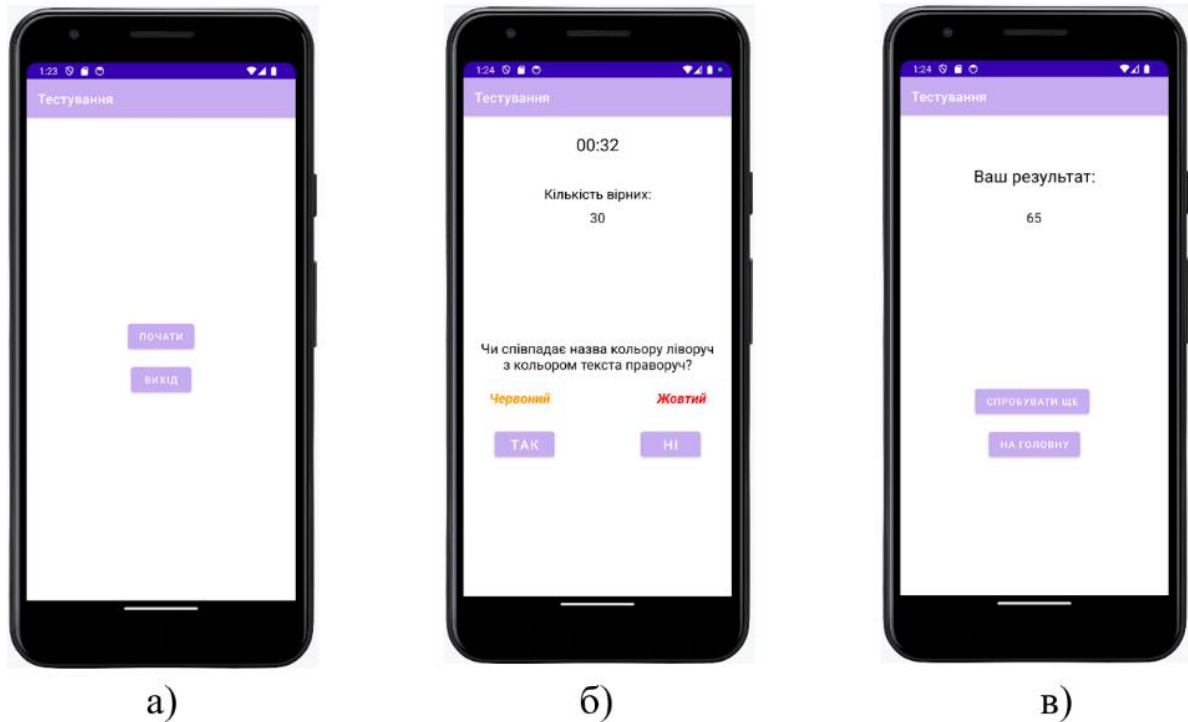 1:23
Тестування
ПОЧАТИ
ВИХІД
а)
1:24
Тестування
00:32
Кількість вірних:
30
Чи співпадає назва кольору ліворуч
з кольором текста праворуч?
Червоний Жовтий
ТАК НІ
б)
1:24
Тестування
Ваш результат:
65
СПРОБУВАТИ ЩЕ
НА ГОЛОВНУ
в)